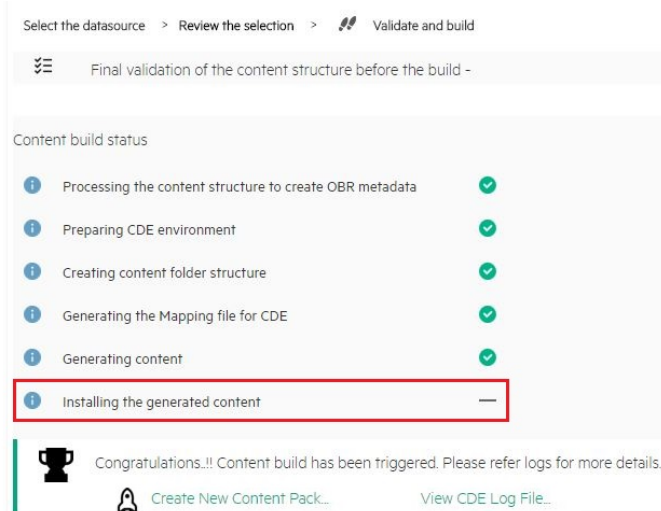 Select the datasource > Review the selection > Validate and build
Final validation of the content structure before the build -
Content build status
Processing the content structure to create OBR metadata
Preparing CDE environment
Creating content folder structure
Generating the Mapping file for CDE
Generating content
Installing the generated content —
Congratulations..!! Content build has been triggered. Please refer logs for more details.
Create New Content Pack... View CDE Log File...